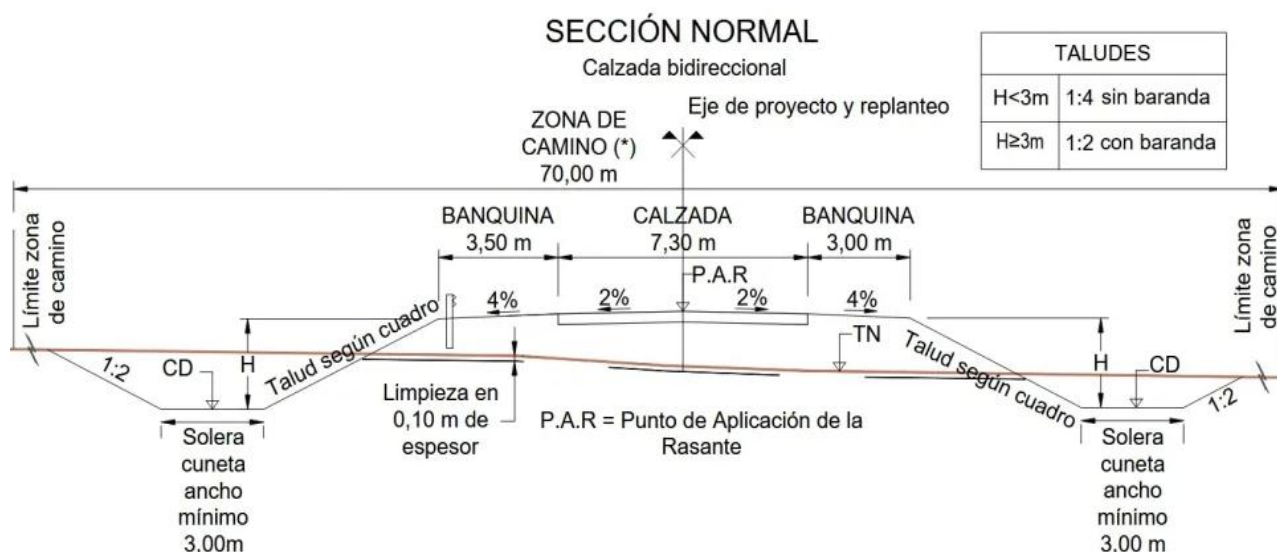 SECCIÓN NORMAL
Calzada bidireccional
TALUDES
H<3m 1:4 sin baranda
H≥3m 1:2 con baranda
Eje de proyecto y replanteo
ZONA DE
CAMINO (*)
70,00 m
Límite zona
de camino
BANQUINA
3,50 m
CALZADA
7,30 m
BANQUINA
3,00 m
Límite zona
de camino
P.A.R
4%
2%
2%
4%
TN
Talud según cuadro
Talud según cuadro
H
H
1:2
CD
CD
1:2
Limpieza en
0,10 m de
espesor
P.A.R = Punto de Aplicación de la
Rasante
Solera
cuneta
ancho
mínimo
3.00m
Solera
cuneta
ancho
mínimo
3.00 m